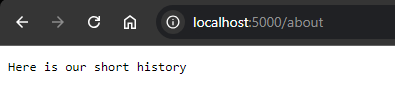 localhost:5000/about
Here is our short history